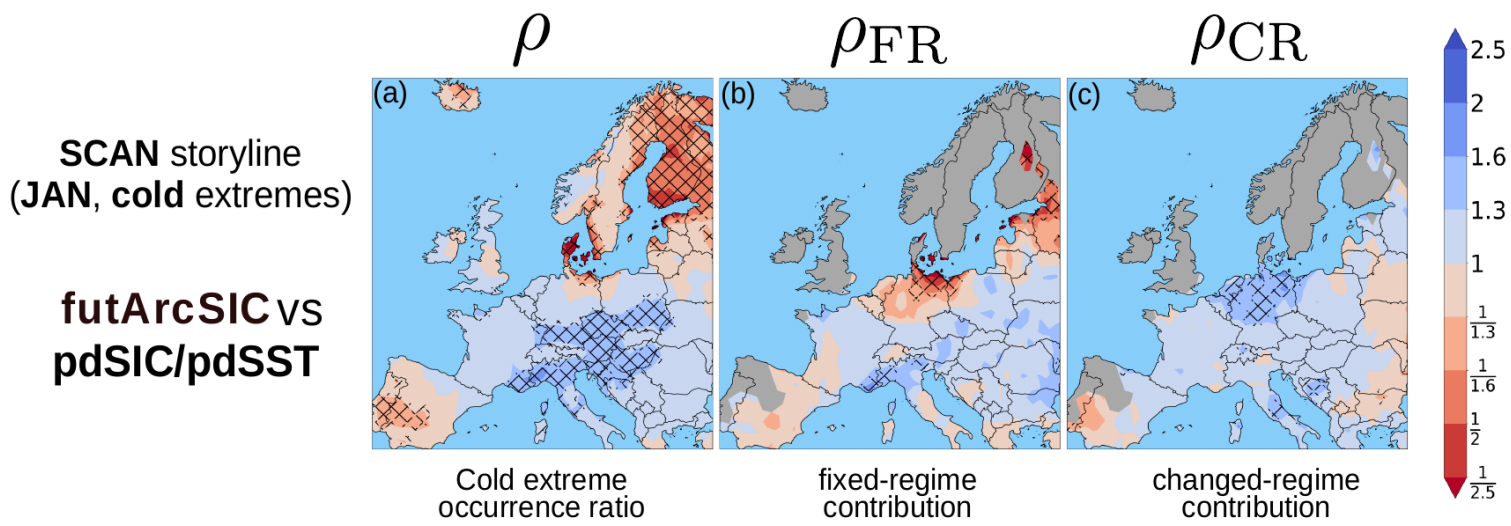 ρ
ρFR
ρCR
(a)
(b)
(c)
SCAN storyline
(JAN, cold extremes)
futArcSIC vs
pdSIC/pdSST
Cold extreme
occurrence ratio
fixed-regime
contribution
changed-regime
contribution
2.5
2
1.6
1.3
1
1/1.3
1/1.6
1/2
1/2.5